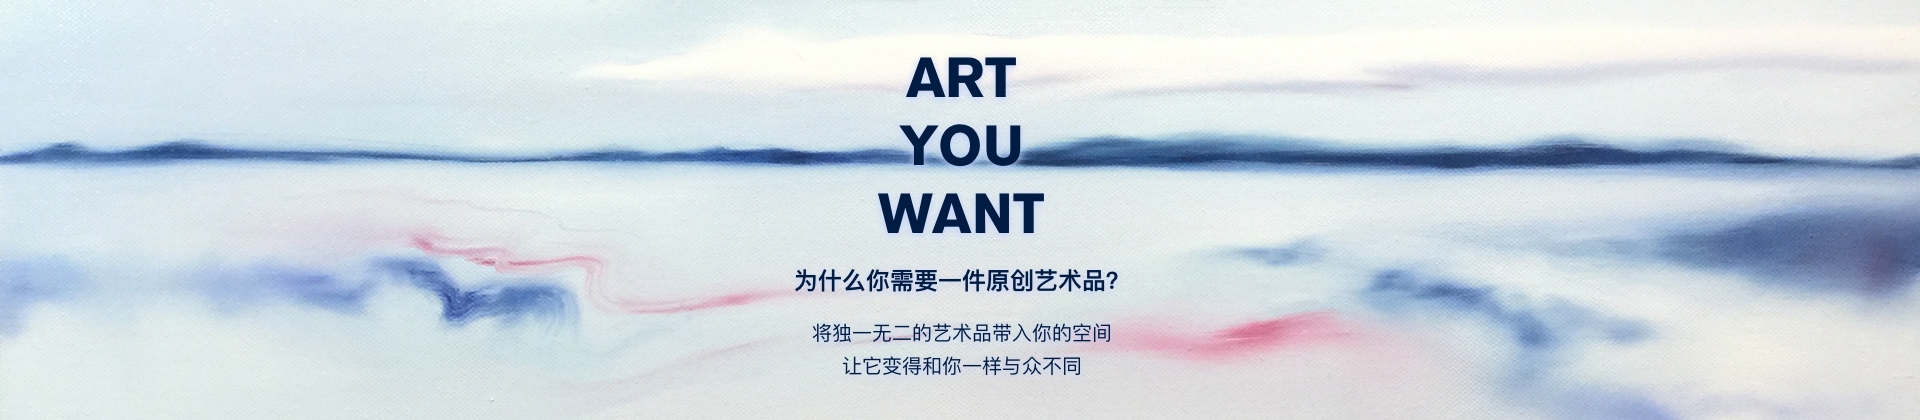 ART
YOU
WANT
为什么你需要一件原创艺术品?
将独一无二的艺术品带入你的空间
让它变得和你一样与众不同